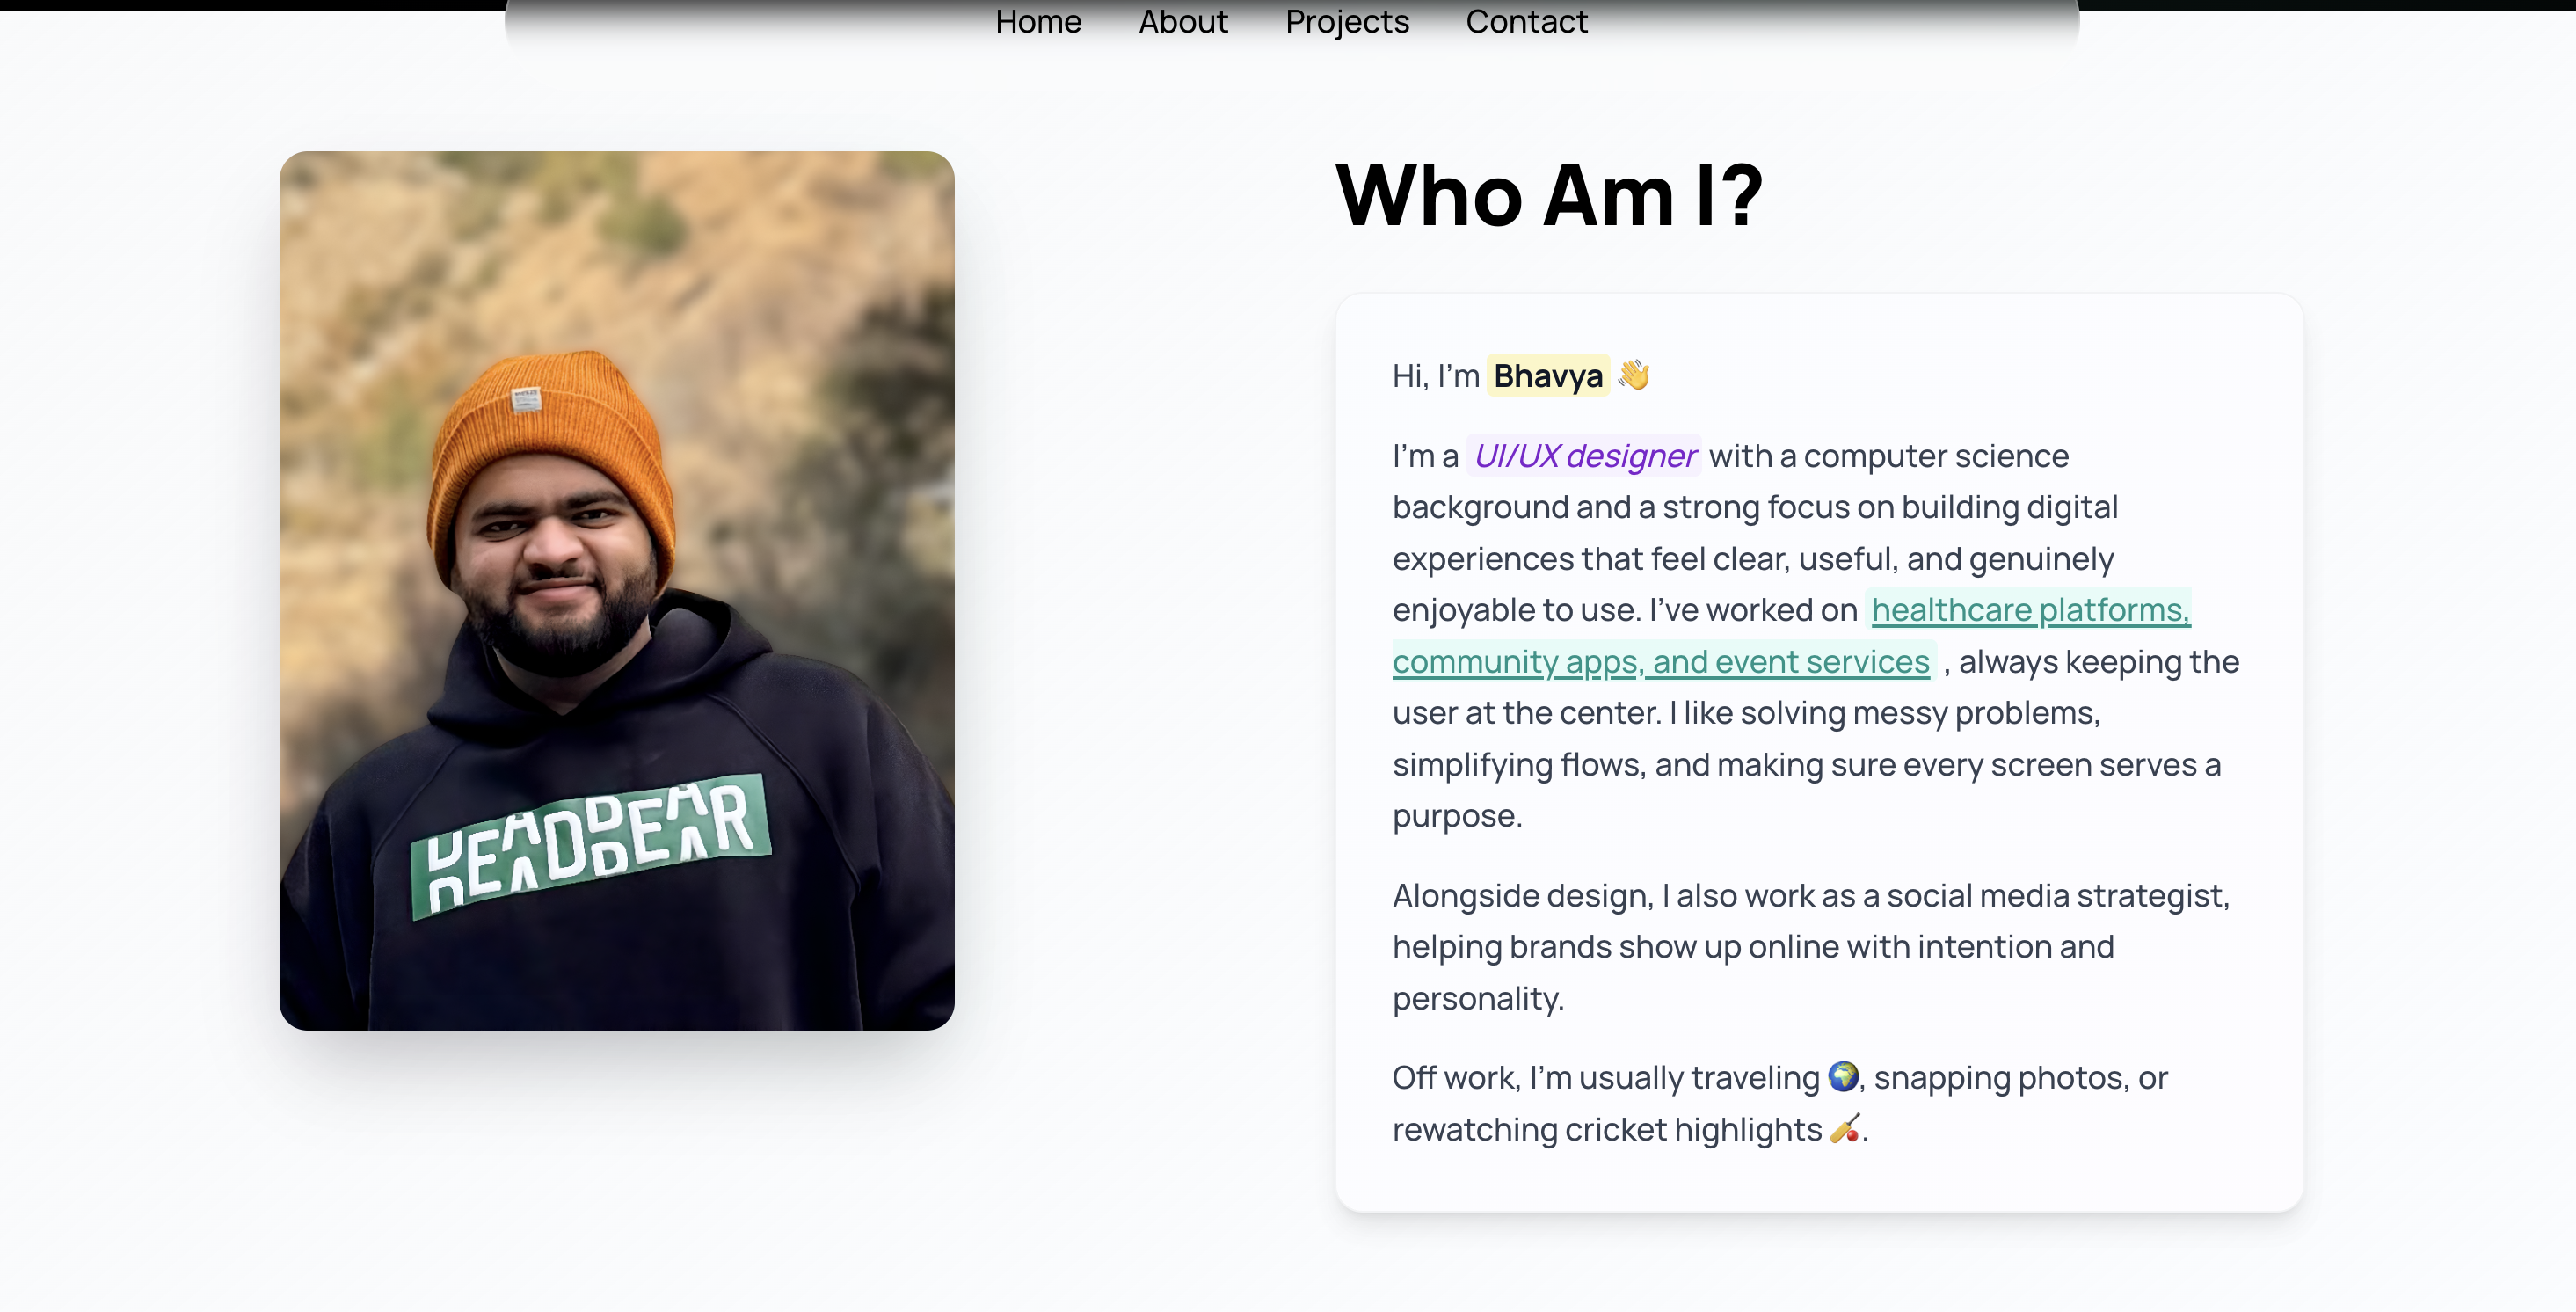 Home About Projects Contact
Who Am I?
Hi, I’m Bhavya 👋
I’m a UI/UX designer with a computer science
background and a strong focus on building digital
experiences that feel clear, useful, and genuinely
enjoyable to use. I’ve worked on healthcare platforms,
community apps, and event services , always keeping the
user at the center. I like solving messy problems,
simplifying flows, and making sure every screen serves a
purpose.
Alongside design, I also work as a social media strategist,
helping brands show up online with intention and
personality.
Off work, I’m usually traveling 🌍, snapping photos, or
rewatching cricket highlights 🏏.
HEADBEAR